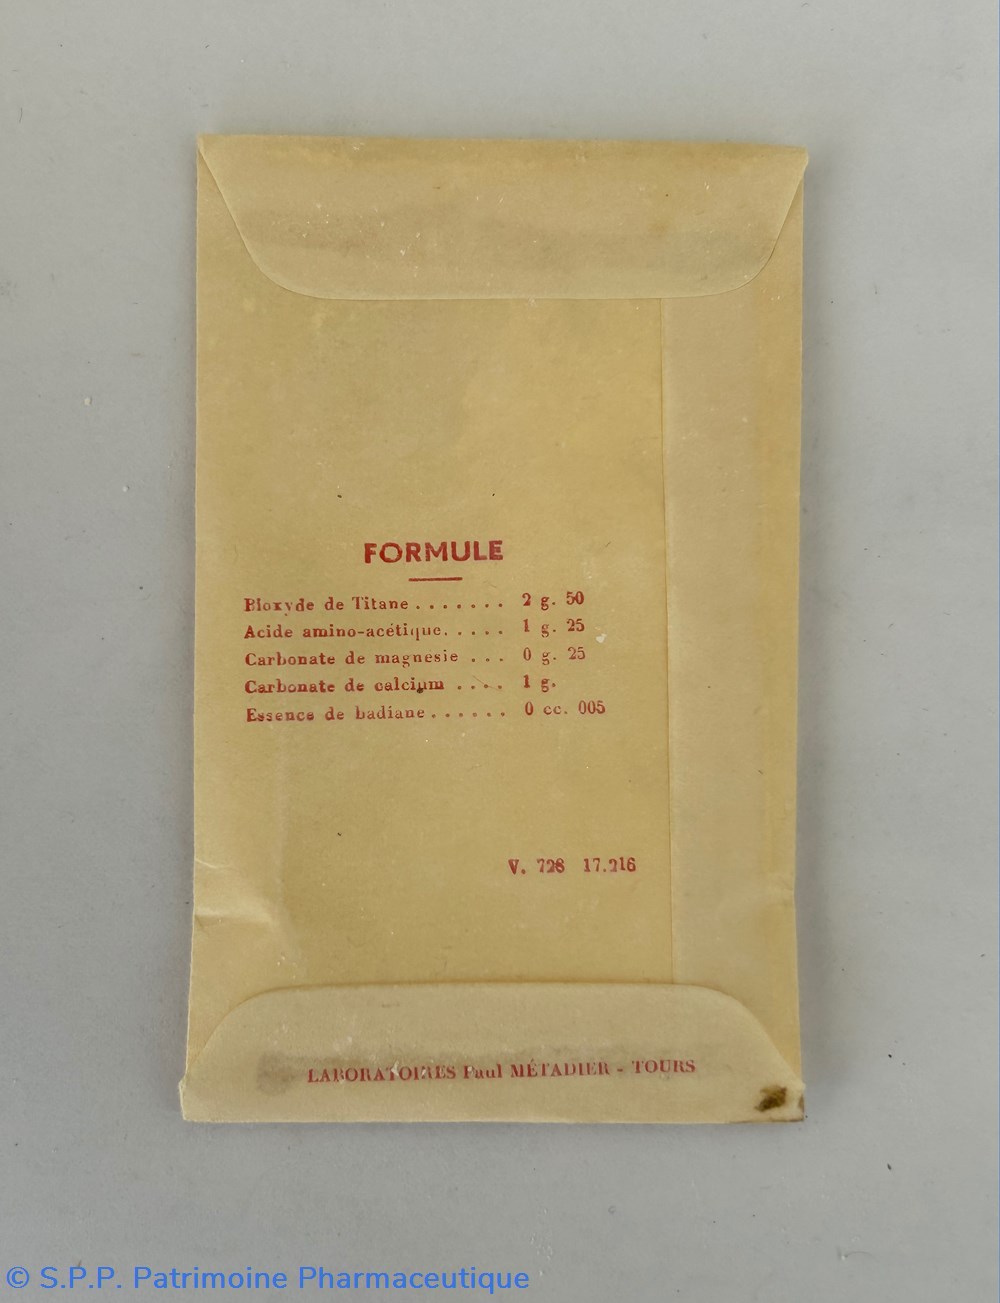 FORMULE
Bioxyde de Titane ....... 2 g. 50
Acide amino-acétique. .... 1 g. 25
Carbonate de magnesie ... 0 g. 25
Carbonate de calcium .... 1 g.
Essence de badiane ...... 0 cc. 005
V. 728 17.216
LABORATOIRES Paul MÉTADIER - TOURS
© S.P.P. Patrimoine Pharmaceutique